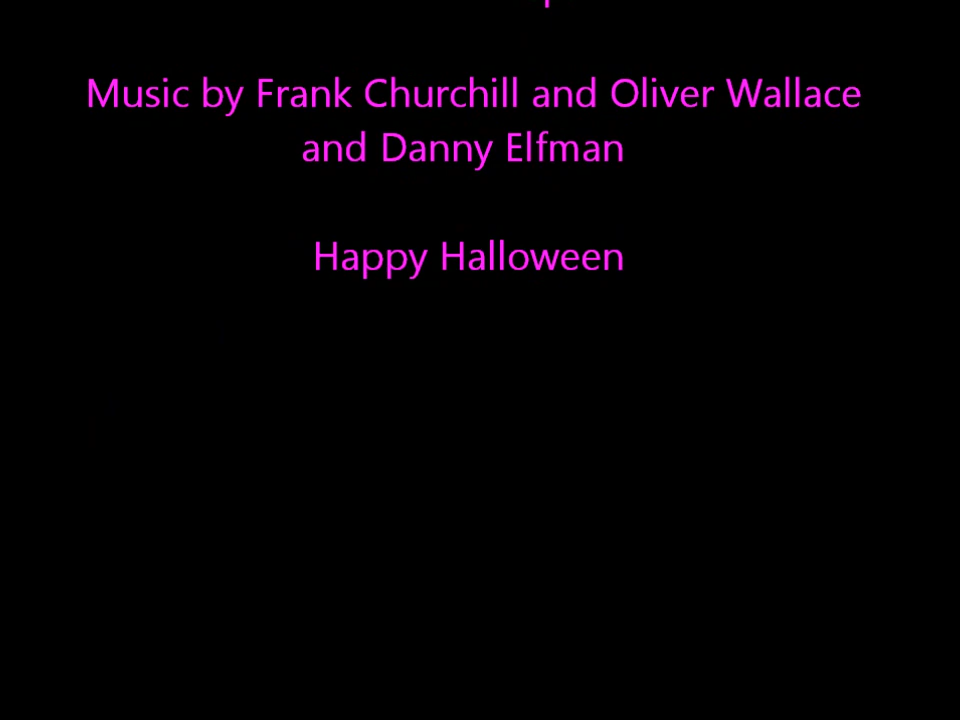 Music by Frank Churchill and Oliver Wallace
and Danny Elfman
Happy Halloween